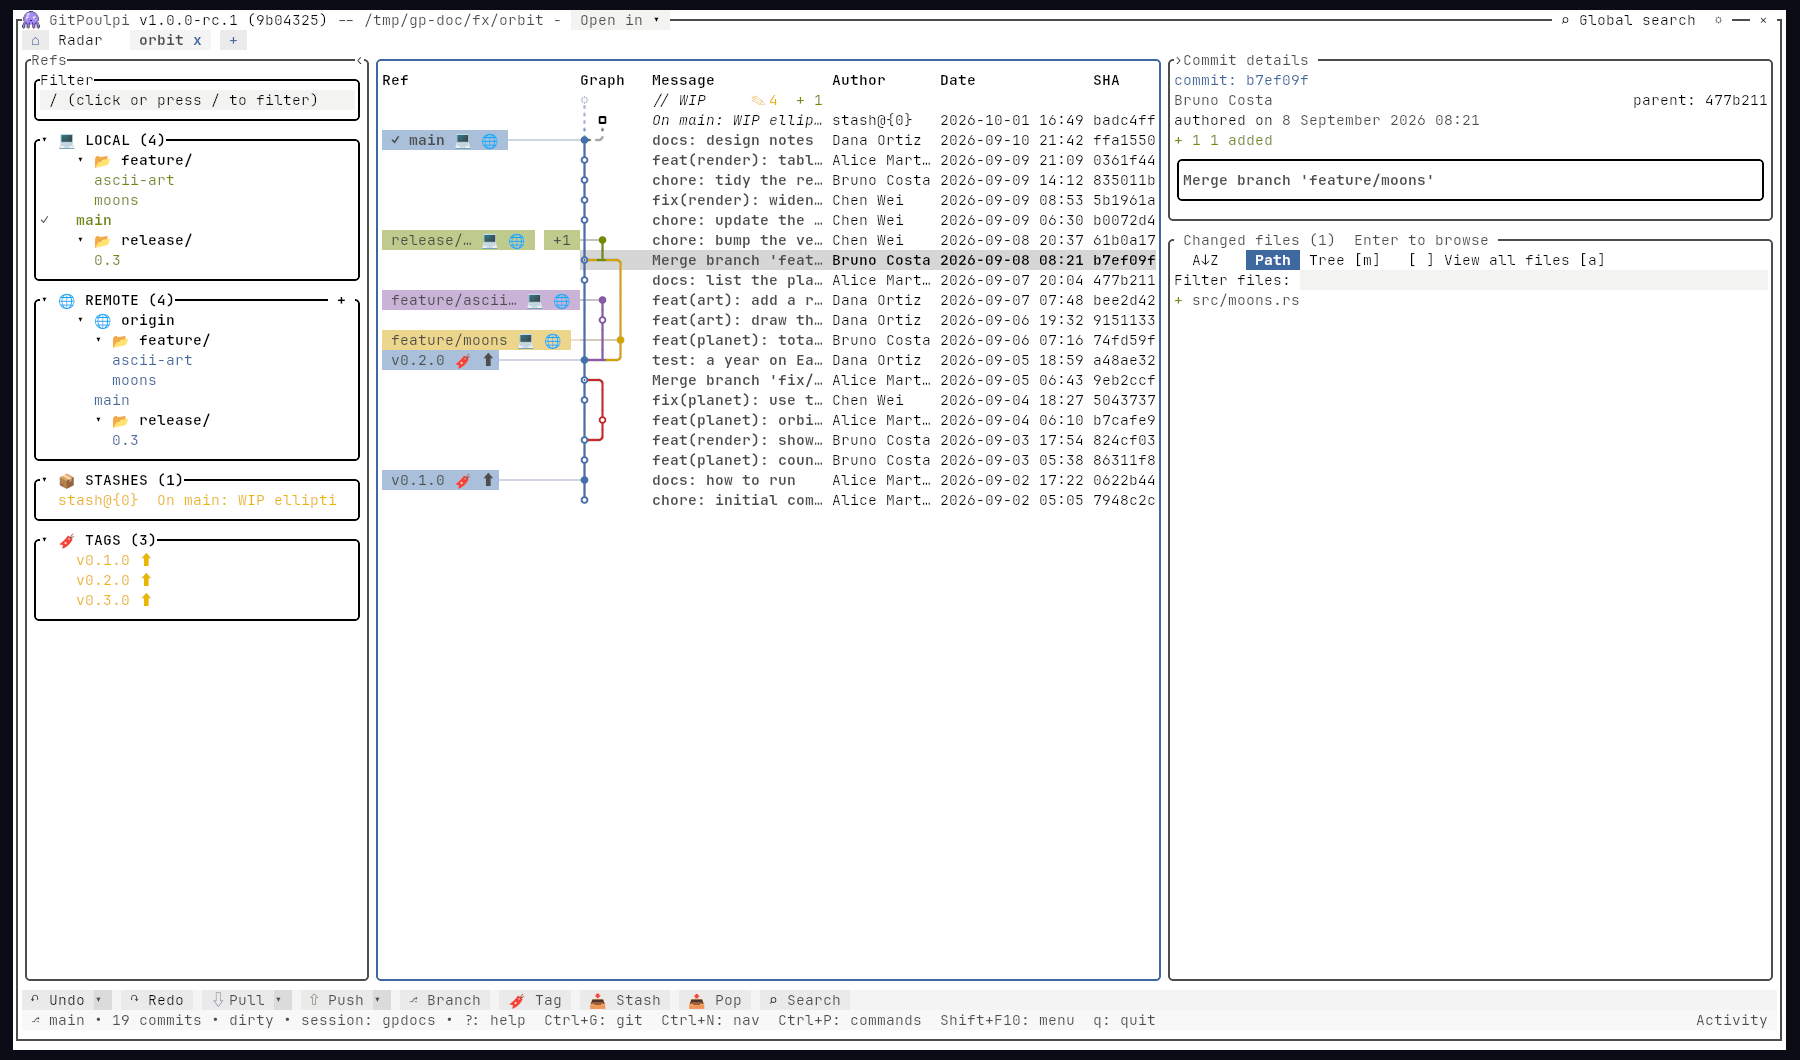 GitPoulpi v1.0.0-rc.1 (9b04325) -- /tmp/gp-doc/fx/orbit - Open in ▾ ⌕ Global search ☼ — ×
⌂ Radar orbit x +
Refs ‹
Filter
/ (click or press / to filter)
▾ LOCAL (4)
▾ feature/
ascii-art
moons
✓ main
▾ release/
0.3
▾ REMOTE (4) +
▾ origin
▾ feature/
ascii-art
moons
main
▾ release/
0.3
▾ STASHES (1)
stash@{0} On main: WIP ellipti
▾ TAGS (3)
v0.1.0 ⬆
v0.2.0 ⬆
v0.3.0 ⬆
Ref Graph Message Author Date SHA
// WIP ✎4 + 1
On main: WIP ellip… stash@{0} 2026-10-01 16:49 badc4ff
✓ main docs: design notes Dana Ortiz 2026-09-10 21:42 ffa1550
feat(render): tabl… Alice Mart… 2026-09-09 21:09 0361f44
chore: tidy the re… Bruno Costa 2026-09-09 14:12 835011b
fix(render): widen… Chen Wei 2026-09-09 08:53 5b1961a
chore: update the … Chen Wei 2026-09-09 06:30 b0072d4
release/… +1 chore: bump the ve… Chen Wei 2026-09-08 20:37 61b0a17
Merge branch 'feat… Bruno Costa 2026-09-08 08:21 b7ef09f
docs: list the pla… Bruno Costa 2026-09-07 20:04 477b211
feature/ascii… feat(art): add a r… Dana Ortiz 2026-09-07 07:48 bee2d42
feat(art): draw th… Dana Ortiz 2026-09-06 19:32 9151133
feature/moons feat(planet): tota… Bruno Costa 2026-09-06 07:16 74fd59f
v0.2.0 ⬆ test: a year on Ea… Dana Ortiz 2026-09-05 18:59 a48ae32
Merge branch 'fix/… Alice Mart… 2026-09-05 06:43 9eb2ccf
fix(planet): use t… Chen Wei 2026-09-04 18:27 5043737
feat(planet): orbi… Alice Mart… 2026-09-04 06:10 b7cafe9
feat(render): show… Bruno Costa 2026-09-03 17:54 824cf03
feat(planet): coun… Bruno Costa 2026-09-03 05:38 86311f8
v0.1.0 ⬆ docs: how to run Alice Mart… 2026-09-02 17:22 0622b44
chore: initial com… Alice Mart… 2026-09-02 05:05 7948c2c
›Commit details
commit: b7ef09f
Bruno Costa parent: 477b211
authored on 8 September 2026 08:21
+ 1 1 added
Merge branch 'feature/moons'
Changed files (1) Enter to browse
A↓Z Path Tree [m] [ ] View all files [a]
Filter files:
+ src/moons.rs
↶ Undo ▾ ↷ Redo ⇩ Pull ▾ ⇧ Push ▾ ⎇ Branch Tag Stash Pop ⌕ Search
⎇ main • 19 commits • dirty • session: gpdocs • ?: help Ctrl+G: git Ctrl+N: nav Ctrl+P: commands Shift+F10: menu q: quit Activity